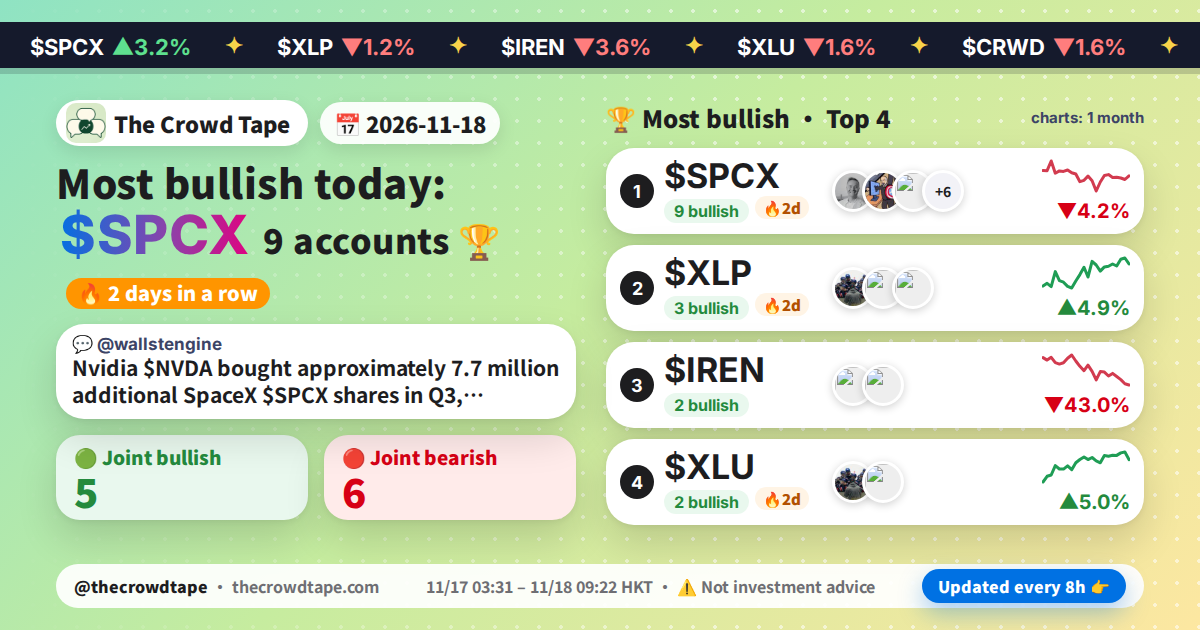 $SPCX ▲3.2% ✦ $XLP ▼1.2% ✦ $IREN ▼3.6% ✦ $XLU ▼1.6% ✦ $CRWD ▼1.6% ✦
The Crowd Tape
📅 2026-11-18
Most bullish today:
$SPCX 9 accounts 🏆
🔥 2 days in a row
💬 @wallstengine
Nvidia $NVDA bought approximately 7.7 million
additional SpaceX $SPCX shares in Q3,⋯
🟢 Joint bullish
5
🔴 Joint bearish
6
🏆 Most bullish • Top 4
charts: 1 month
1
$SPCX
9 bullish 🔥2d
+6
▼4.2%
2
$XLP
3 bullish 🔥2d
▲4.9%
3
$IREN
2 bullish
▼43.0%
4
$XLU
2 bullish 🔥2d
▲5.0%
@thecrowdtape • thecrowdtape.com
11/17 03:31 – 11/18 09:22 HKT • ⚠️ Not investment advice
Updated every 8h 👉